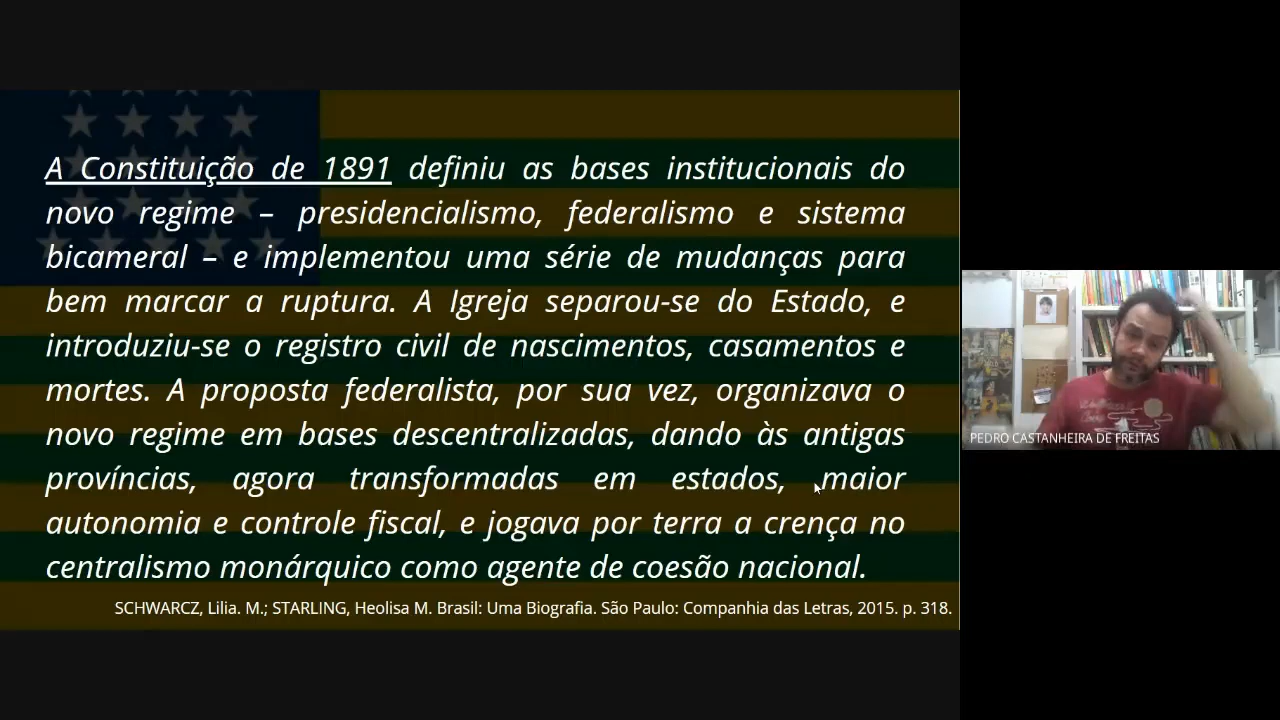 A Constituição de 1891 definiu as bases institucionais do
novo regime – presidencialismo, federalismo e sistema
bicameral – e implementou uma série de mudanças para
bem marcar a ruptura. A Igreja separou-se do Estado, e
introduziu-se o registro civil de nascimentos, casamentos e
mortes. A proposta federalista, por sua vez, organizava o
novo regime em bases descentralizadas, dando às antigas
províncias, agora transformadas em estados, maior
autonomia e controle fiscal, e jogava por terra a crença no
centralismo monárquico como agente de coesão nacional.
SCHWARCZ, Lilia. M.; STARLING, Heolisa M. Brasil: Uma Biografia. São Paulo: Companhia das Letras, 2015. p. 318.
PEDRO CASTANHEIRA DE FREITAS